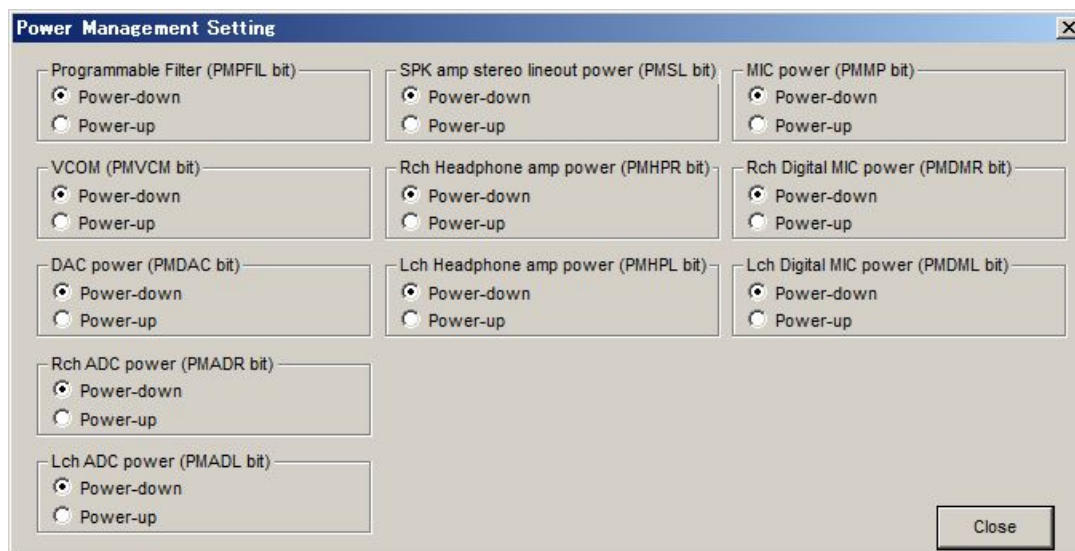 Power Management Setting
Programmable Filter (PMPFIL bit)
Power-down
Power-up
VCOM (PMVCM bit)
Power-down
Power-up
DAC power (PMDAC bit)
Power-down
Power-up
Rch ADC power (PMADR bit)
Power-down
Power-up
Lch ADC power (PMADL bit)
Power-down
Power-up
SPK amp stereo lineout power (PMSL bit)
Power-down
Power-up
Rch Headphone amp power (PMHPR bit)
Power-down
Power-up
Lch Headphone amp power (PMHPL bit)
Power-down
Power-up
MIC power (PMMP bit)
Power-down
Power-up
Rch Digital MIC power (PMDMR bit)
Power-down
Power-up
Lch Digital MIC power (PMDML bit)
Power-down
Power-up
Close